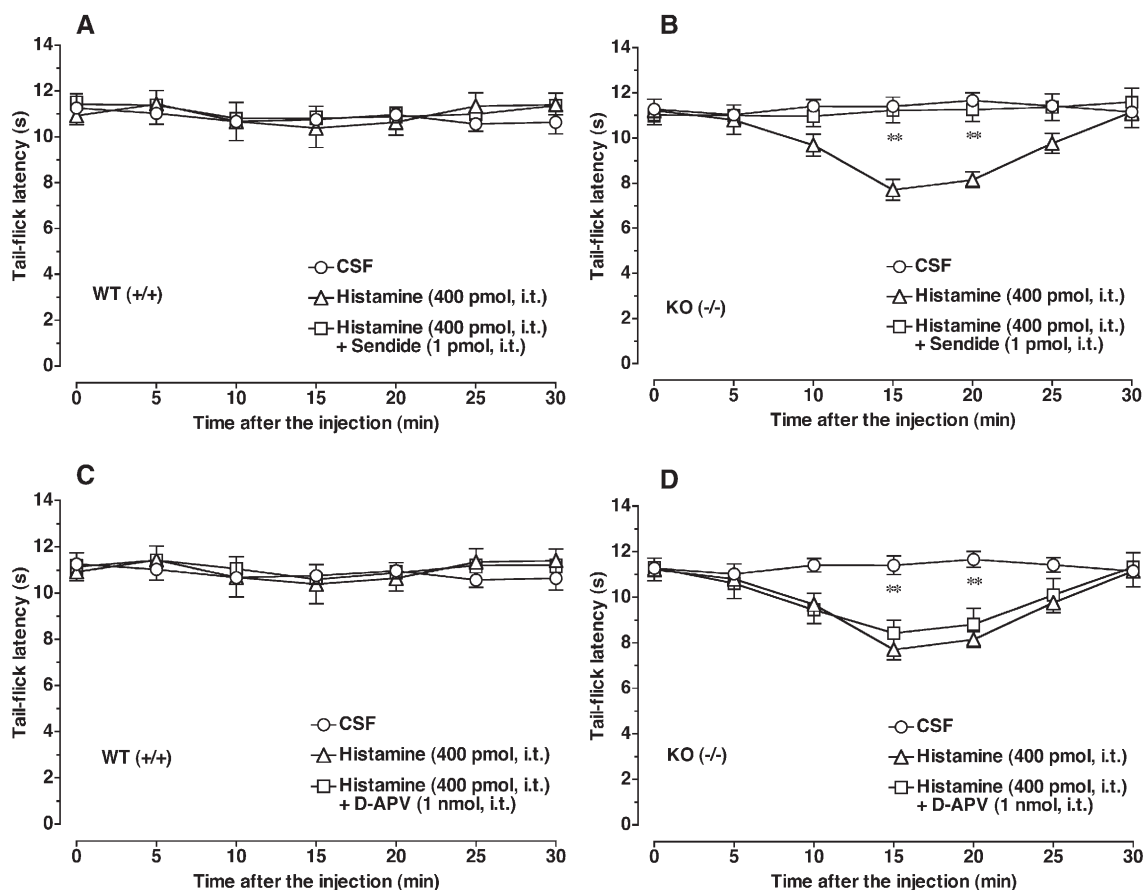 A
14
12
10
8
6
4
2
0
Tail-flick latency (s)
WT (+/+)
CSF
Histamine (400 pmol, i.t.)
Histamine (400 pmol, i.t.)
+ Sendide (1 pmol, i.t.)
0 5 10 15 20 25 30
Time after the injection (min)
B
14
12
10
8
6
4
2
0
Tail-flick latency (s)
** **
KO (-/-)
CSF
Histamine (400 pmol, i.t.)
Histamine (400 pmol, i.t.)
+ Sendide (1 pmol, i.t.)
0 5 10 15 20 25 30
Time after the injection (min)
C
14
12
10
8
6
4
2
0
Tail-flick latency (s)
WT (+/+)
CSF
Histamine (400 pmol, i.t.)
Histamine (400 pmol, i.t.)
+ D-APV (1 nmol, i.t.)
0 5 10 15 20 25 30
Time after the injection (min)
D
14
12
10
8
6
4
2
0
Tail-flick latency (s)
** **
KO (-/-)
CSF
Histamine (400 pmol, i.t.)
Histamine (400 pmol, i.t.)
+ D-APV (1 nmol, i.t.)
0 5 10 15 20 25 30
Time after the injection (min)